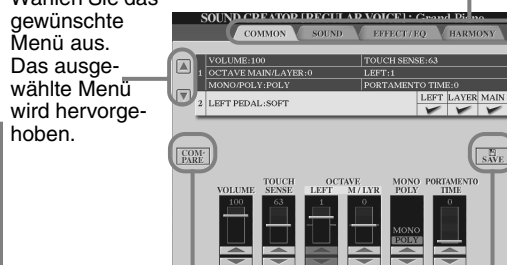 Wählen Sie das
gewünschte
Menü aus.
Das ausge-
wählte Menü
wird hervorge-
hoben.
SOUND CREATOR [REGULAR VOICE] : Grand Piano
COMMON SOUND EFFECT / EQ HARMONY
1 VOLUME:100 TOUCH SENSE:63
OCTAVE MAIN/LAYER:0 LEFT:1
MONO/POLY:POLY PORTAMENTO TIME:0
2 LEFT PEDAL:SOFT LEFT LAYER MAIN
COM-
PARE
SAVE
VOLUME TOUCH SENSE OCTAVE LEFT M / LYR MONO POLY PORTAMENTO TIME
100 63 1 0 0
MONO
POLY